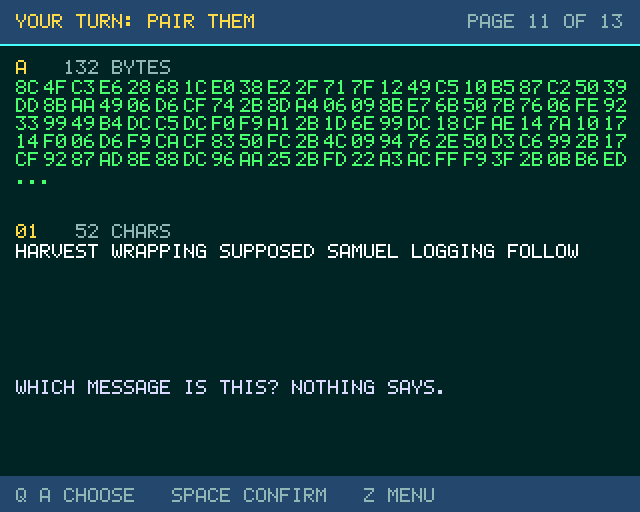 YOUR TURN: PAIR THEM PAGE 11 OF 13
A 132 BYTES
8C 4F C3 E6 28 68 1C E0 38 E2 2F 71 7F 12 49 C5 10 B5 87 C2 50 39
DD 8B AA 49 06 D6 CF 74 2B 8D A4 06 09 8B E7 6B 50 7B 76 06 FE 92
33 99 49 B4 DC C5 DC F0 F9 A1 2B 1D 6E 99 DC 18 CF AE 14 7A 10 17
14 F0 06 D6 F9 CA CF 83 50 FC 2B 4C 09 94 76 2E 50 D3 C6 99 2B 17
CF 92 87 AD 8E 88 DC 96 AA 25 2B FD 22 A3 AC FF F9 3F 2B 0B B6 ED
...
01 52 CHARS
HARVEST WRAPPING SUPPOSED SAMUEL LOGGING FOLLOW
WHICH MESSAGE IS THIS? NOTHING SAYS.
Q A CHOOSE SPACE CONFIRM Z MENU